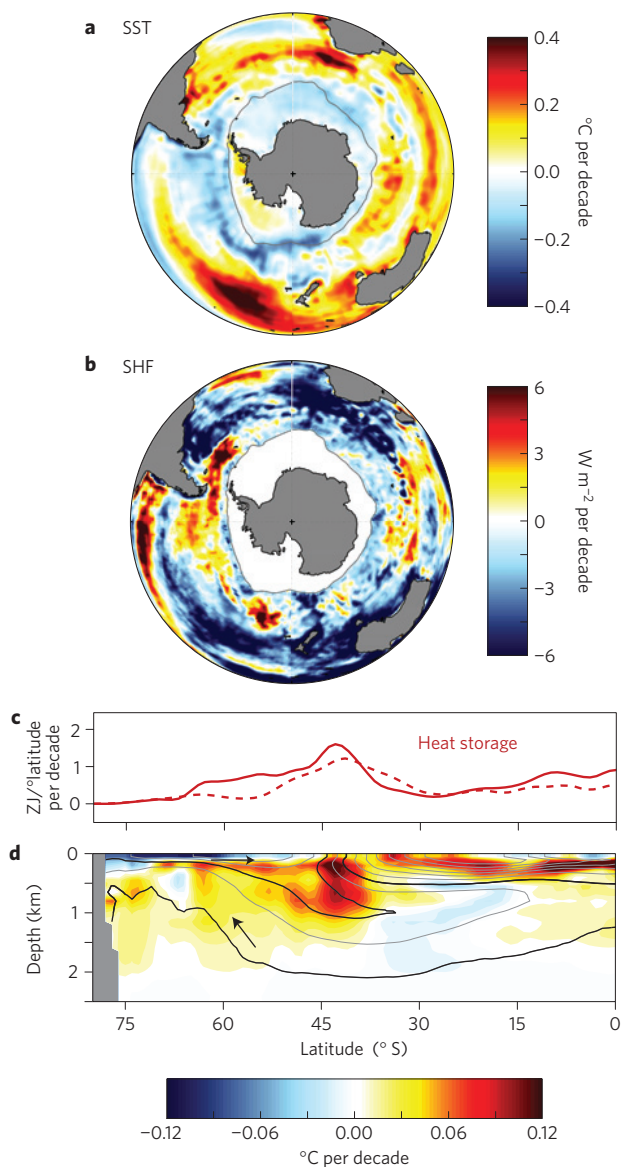 a SST
0.4
0.2
0.0
−0.2
−0.4
°C per decade
b SHF
6
3
0
−3
−6
W m−2 per decade
c
2
1
0
ZJ/°latitude
per decade
Heat storage
d
0
1
2
Depth (km)
75 60 45 30 15 0
Latitude (° S)
−0.12 −0.06 0.00 0.06 0.12
°C per decade